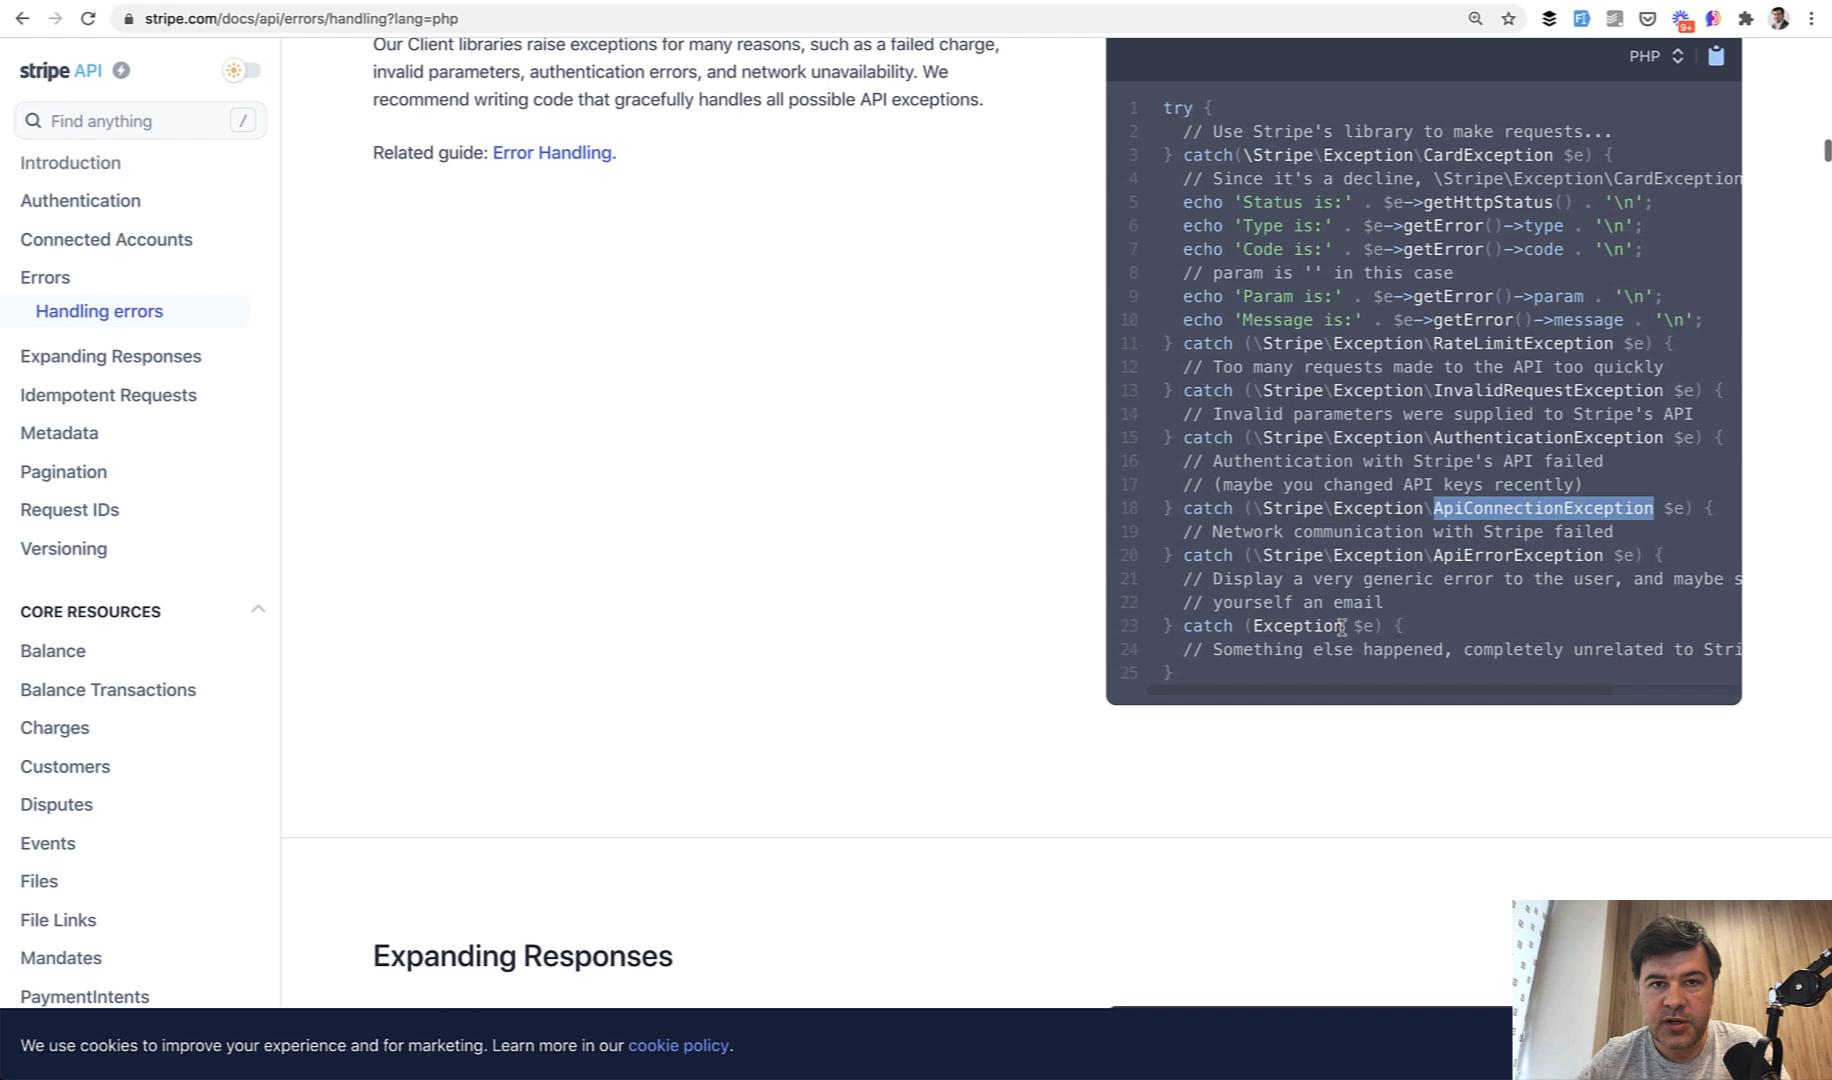 stripe.com/docs/api/errors/handling?lang=php
FI
9+
stripe API
Find anything /
Introduction
Authentication
Connected Accounts
Errors
Handling errors
Expanding Responses
Idempotent Requests
Metadata
Pagination
Request IDs
Versioning
CORE RESOURCES
Balance
Balance Transactions
Charges
Customers
Disputes
Events
Files
File Links
Mandates
PaymentIntents
Our Client libraries raise exceptions for many reasons, such as a failed charge,
invalid parameters, authentication errors, and network unavailability. We
recommend writing code that gracefully handles all possible API exceptions.
Related guide: Error Handling.
PHP
1 try {
2 // Use Stripe's library to make requests...
3 } catch(\Stripe\Exception\CardException $e) {
4 // Since it's a decline, \Stripe\Exception\CardException
5 echo 'Status is:' . $e->getHttpStatus() . '\n';
6 echo 'Type is:' . $e->getError()->type . '\n';
7 echo 'Code is:' . $e->getError()->code . '\n';
8 // param is '' in this case
9 echo 'Param is:' . $e->getError()->param . '\n';
10 echo 'Message is:' . $e->getError()->message . '\n';
11 } catch (\Stripe\Exception\RateLimitException $e) {
12 // Too many requests made to the API too quickly
13 } catch (\Stripe\Exception\InvalidRequestException $e) {
14 // Invalid parameters were supplied to Stripe's API
15 } catch (\Stripe\Exception\AuthenticationException $e) {
16 // Authentication with Stripe's API failed
17 // (maybe you changed API keys recently)
18 } catch (\Stripe\Exception\ApiConnectionException $e) {
19 // Network communication with Stripe failed
20 } catch (\Stripe\Exception\ApiErrorException $e) {
21 // Display a very generic error to the user, and maybe s
22 // yourself an email
23 } catch (Exception $e) {
24 // Something else happened, completely unrelated to Stri
25 }
Expanding Responses
We use cookies to improve your experience and for marketing. Learn more in our cookie policy.